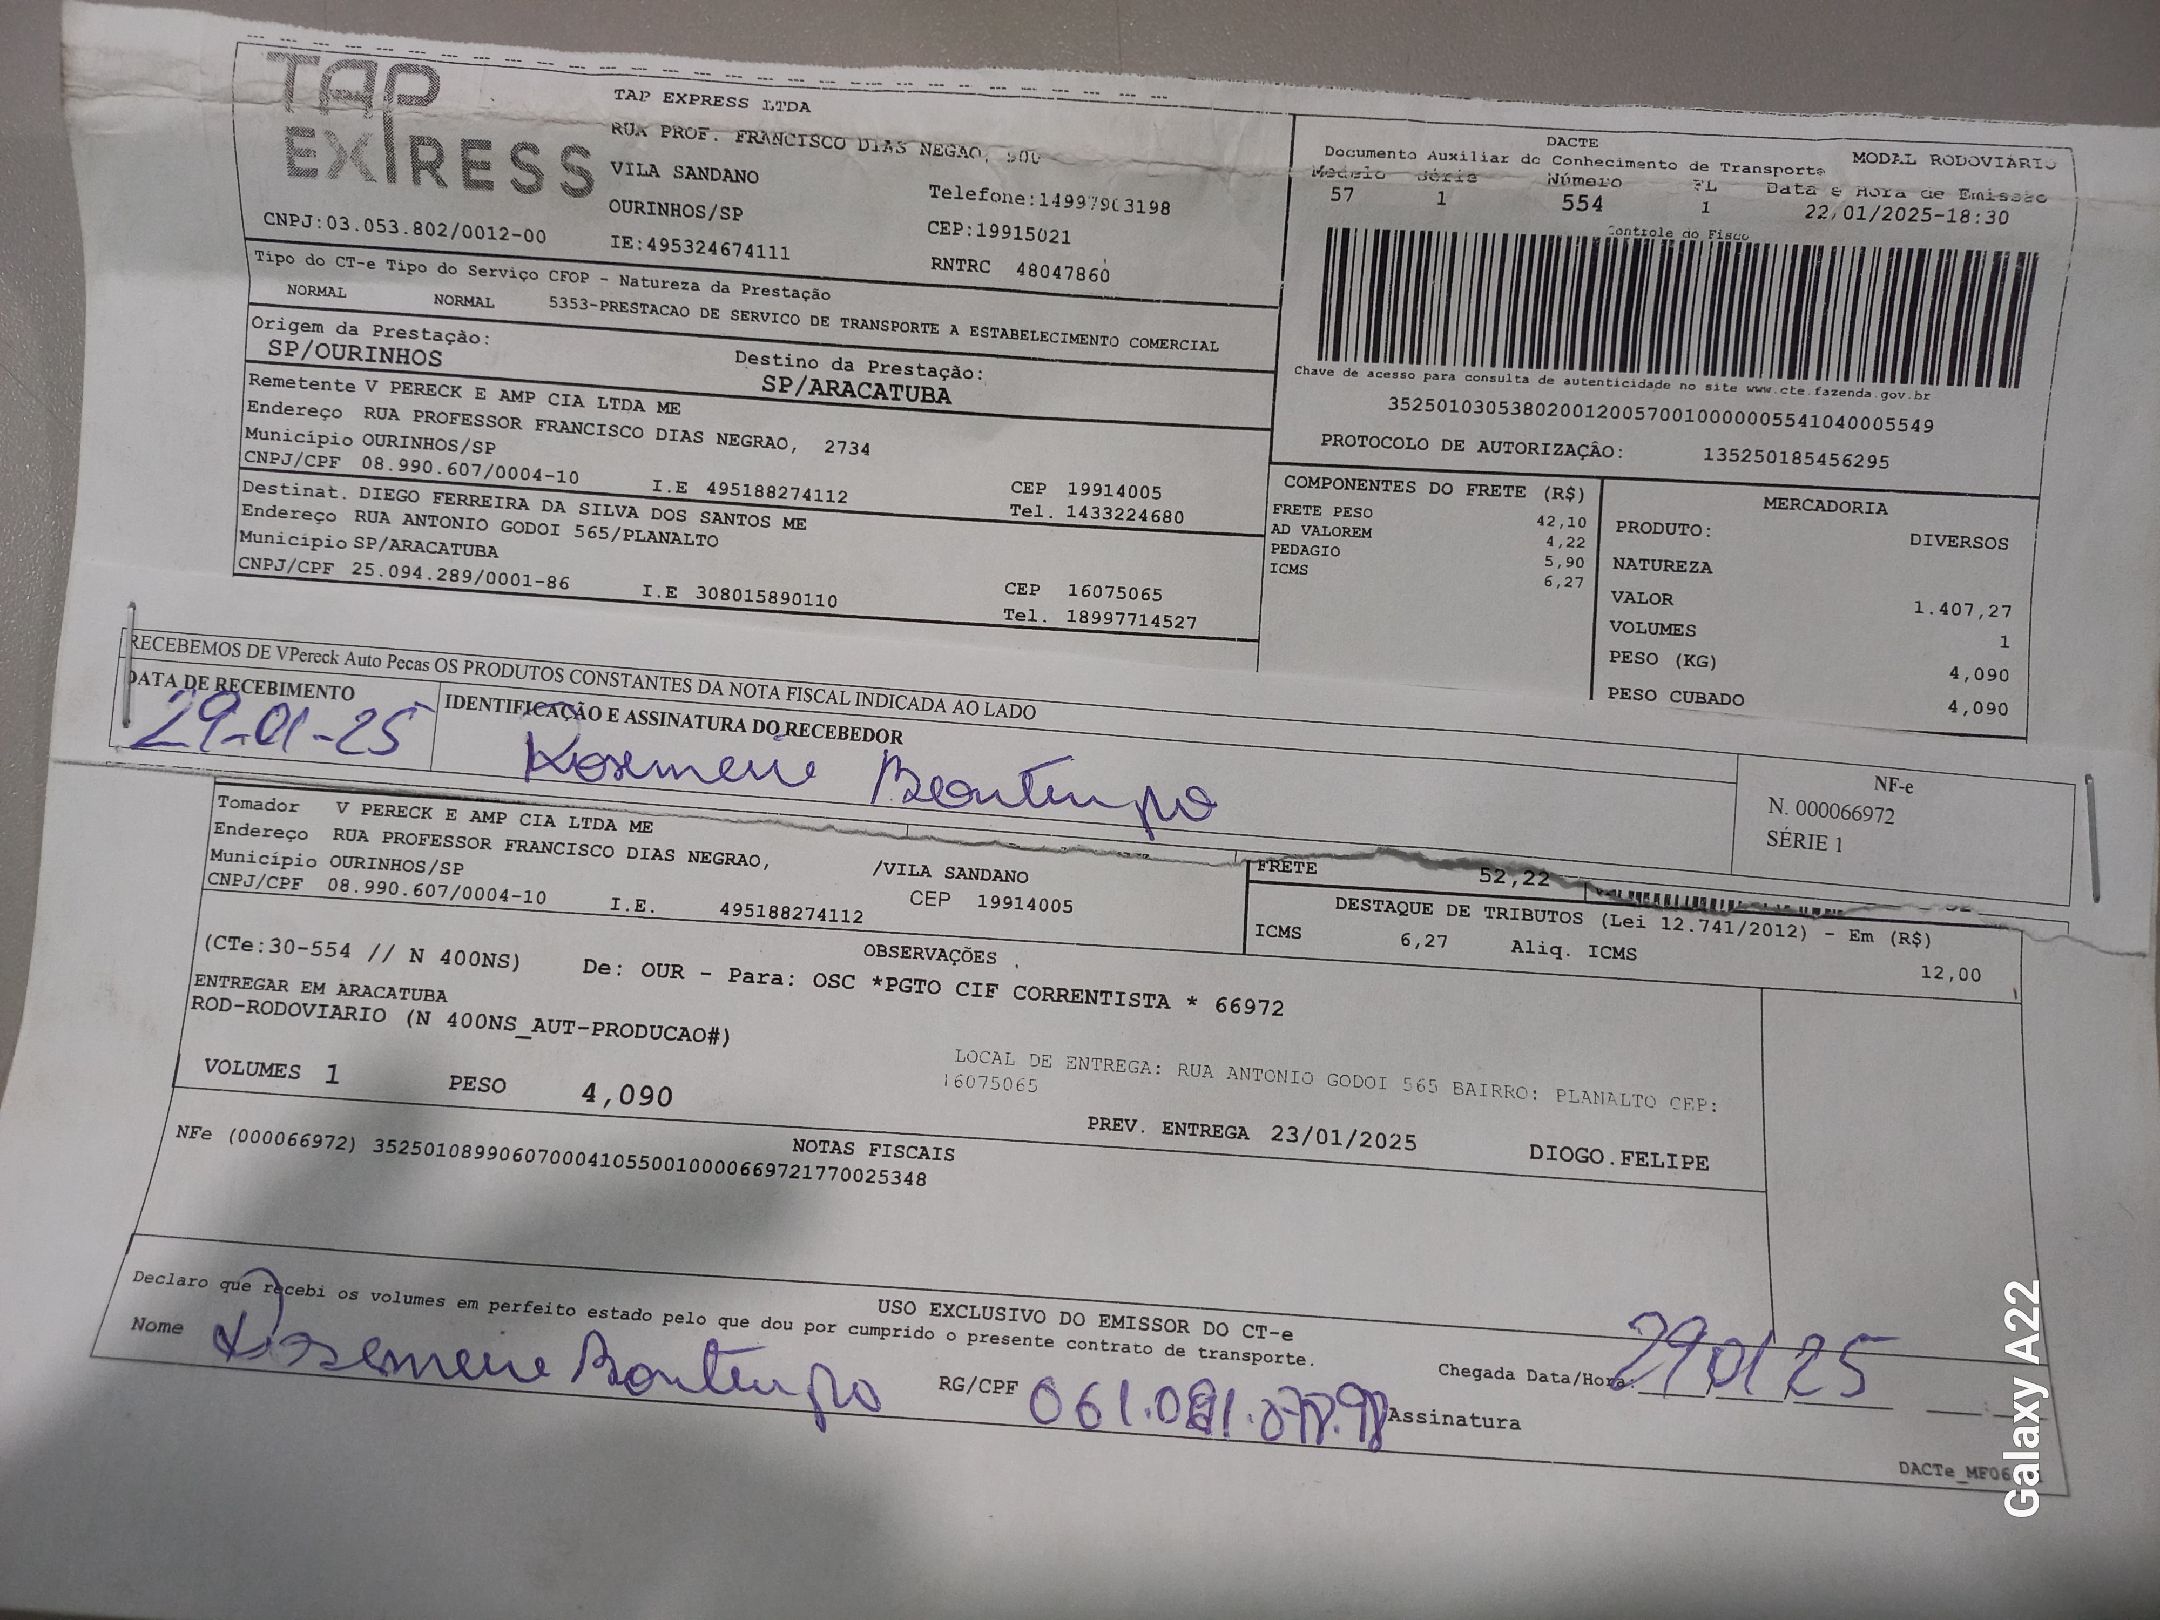 TAP
EXPRESS
TAP EXPRESS LTDA
RUA PROF. FRANCISCO DIAS NEGAO, 500
VILA SANDANO
OURINHOS/SP
Telefone:14997903198
CEP:19915021
CNPJ:03.053.802/0012-00
IE:495324674111
RNTRC 48047860
DACTE
MODAL RODOVIÁRIO
Documento Auxiliar do Conhecimento de Transporte
Modelo Série Número FL Data e Hora de Emissão
57 1 554 1 22/01/2025-18:30
Controle do Fisco
Chave de acesso para consulta de autenticidade no site www.cte.fazenda.gov.br
35250103053802001200570010000005541040005549
PROTOCOLO DE AUTORIZAÇÂO: 135250185456295
Tipo do CT-e Tipo do Serviço CFOP - Natureza da Prestação
NORMAL NORMAL 5353-PRESTACAO DE SERVICO DE TRANSPORTE A ESTABELECIMENTO COMERCIAL
Origem da Prestação: Destino da Prestação:
SP/OURINHOS SP/ARACATUBA
Remetente V PERECK E AMP CIA LTDA ME
Endereço RUA PROFESSOR FRANCISCO DIAS NEGRAO, 2734
Município OURINHOS/SP CEP 19914005
CNPJ/CPF 08.990.607/0004-10 I.E 495188274112 Tel. 1433224680
Destinat. DIEGO FERREIRA DA SILVA DOS SANTOS ME
Endereço RUA ANTONIO GODOI 565/PLANALTO
Município SP/ARACATUBA CEP 16075065
CNPJ/CPF 25.094.289/0001-86 I.E 308015890110 Tel. 18997714527
COMPONENTES DO FRETE (R$)
FRETE PESO 42,10
AD VALOREM 4,22
PEDAGIO 5,90
ICMS 6,27
MERCADORIA
PRODUTO: DIVERSOS
NATUREZA
VALOR 1.407,27
VOLUMES 1
PESO (KG) 4,090
PESO CUBADO 4,090
RECEBEMOS DE VPereck Auto Pecas OS PRODUTOS CONSTANTES DA NOTA FISCAL INDICADA AO LADO
DATA DE RECEBIMENTO IDENTIFICAÇÃO E ASSINATURA DO RECEBEDOR
29-01-25 Rosemeire Bontempo
NF-e
N. 000066972
SÉRIE 1
Tomador V PERECK E AMP CIA LTDA ME
Endereço RUA PROFESSOR FRANCISCO DIAS NEGRAO, /VILA SANDANO
Município OURINHOS/SP CEP 19914005
CNPJ/CPF 08.990.607/0004-10 I.E. 495188274112
FRETE 52,22
DESTAQUE DE TRIBUTOS (Lei 12.741/2012) - Em (R$)
ICMS 6,27 Aliq. ICMS 12,00
OBSERVAÇÕES
(CTe:30-554 // N 400NS) De: OUR - Para: OSC *PGTO CIF CORRENTISTA * 66972
ENTREGAR EM ARACATUBA
ROD-RODOVIARIO (N 400NS_AUT-PRODUCAO#)
LOCAL DE ENTREGA: RUA ANTONIO GODOI 565 BAIRRO: PLANALTO CEP:
16075065
VOLUMES 1 PESO 4,090
PREV. ENTREGA 23/01/2025 DIOGO.FELIPE
NOTAS FISCAIS
NFe (000066972) 35250108990607000410550010000669721770025348
USO EXCLUSIVO DO EMISSOR DO CT-e
Declaro que recebi os volumes em perfeito estado pelo que dou por cumprido o presente contrato de transporte.
Nome Rosemeire Bontempo RG/CPF Assinatura
Chegada Data/Hora: 29/01/25
DACTe_MF06
Galaxy A22